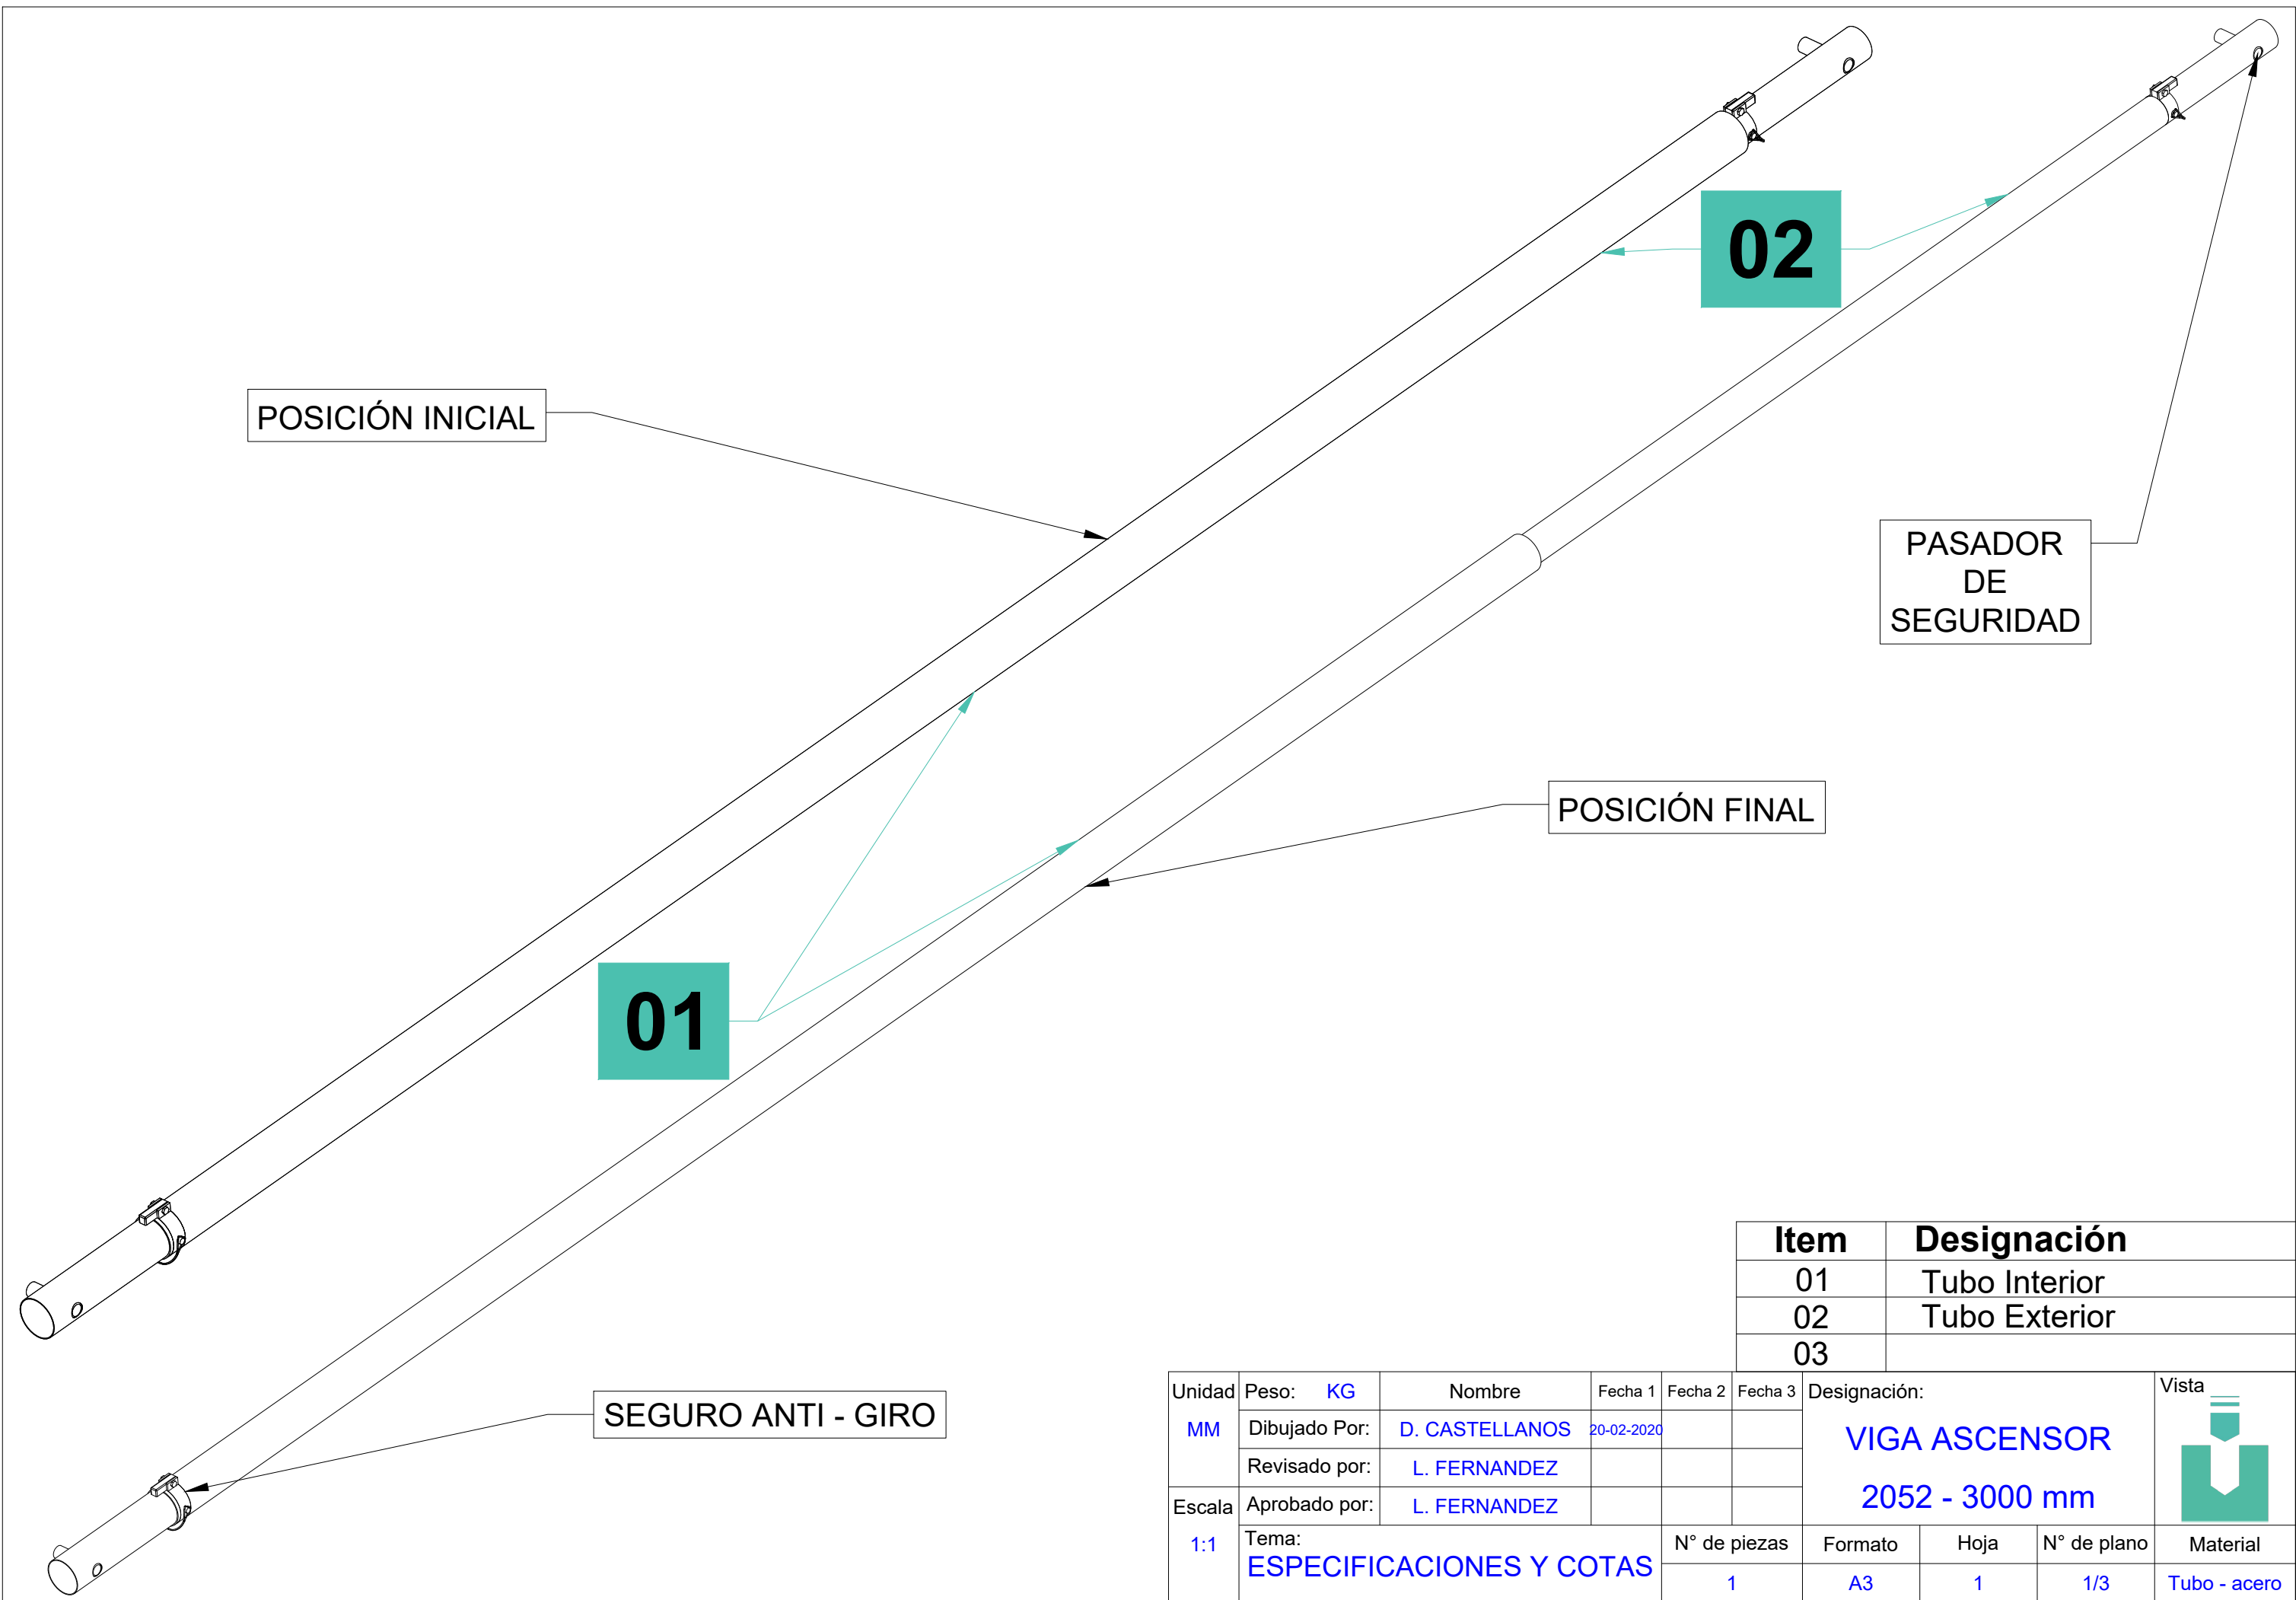 02
POSICIÓN INICIAL
PASADOR
DE
SEGURIDAD
POSICIÓN FINAL
01
SEGURO ANTI - GIRO
Item Designación
01 Tubo Interior
02 Tubo Exterior
03
Unidad Peso: KG Nombre Fecha 1 Fecha 2 Fecha 3 Designación: Vista
MM Dibujado Por: D. CASTELLANOS 20-02-2020 VIGA ASCENSOR
Revisado por: L. FERNANDEZ
Escala Aprobado por: L. FERNANDEZ 2052 - 3000 mm
1:1 Tema: N° de piezas Formato Hoja N° de plano Material
ESPECIFICACIONES Y COTAS 1 A3 1 1/3 Tubo - acero